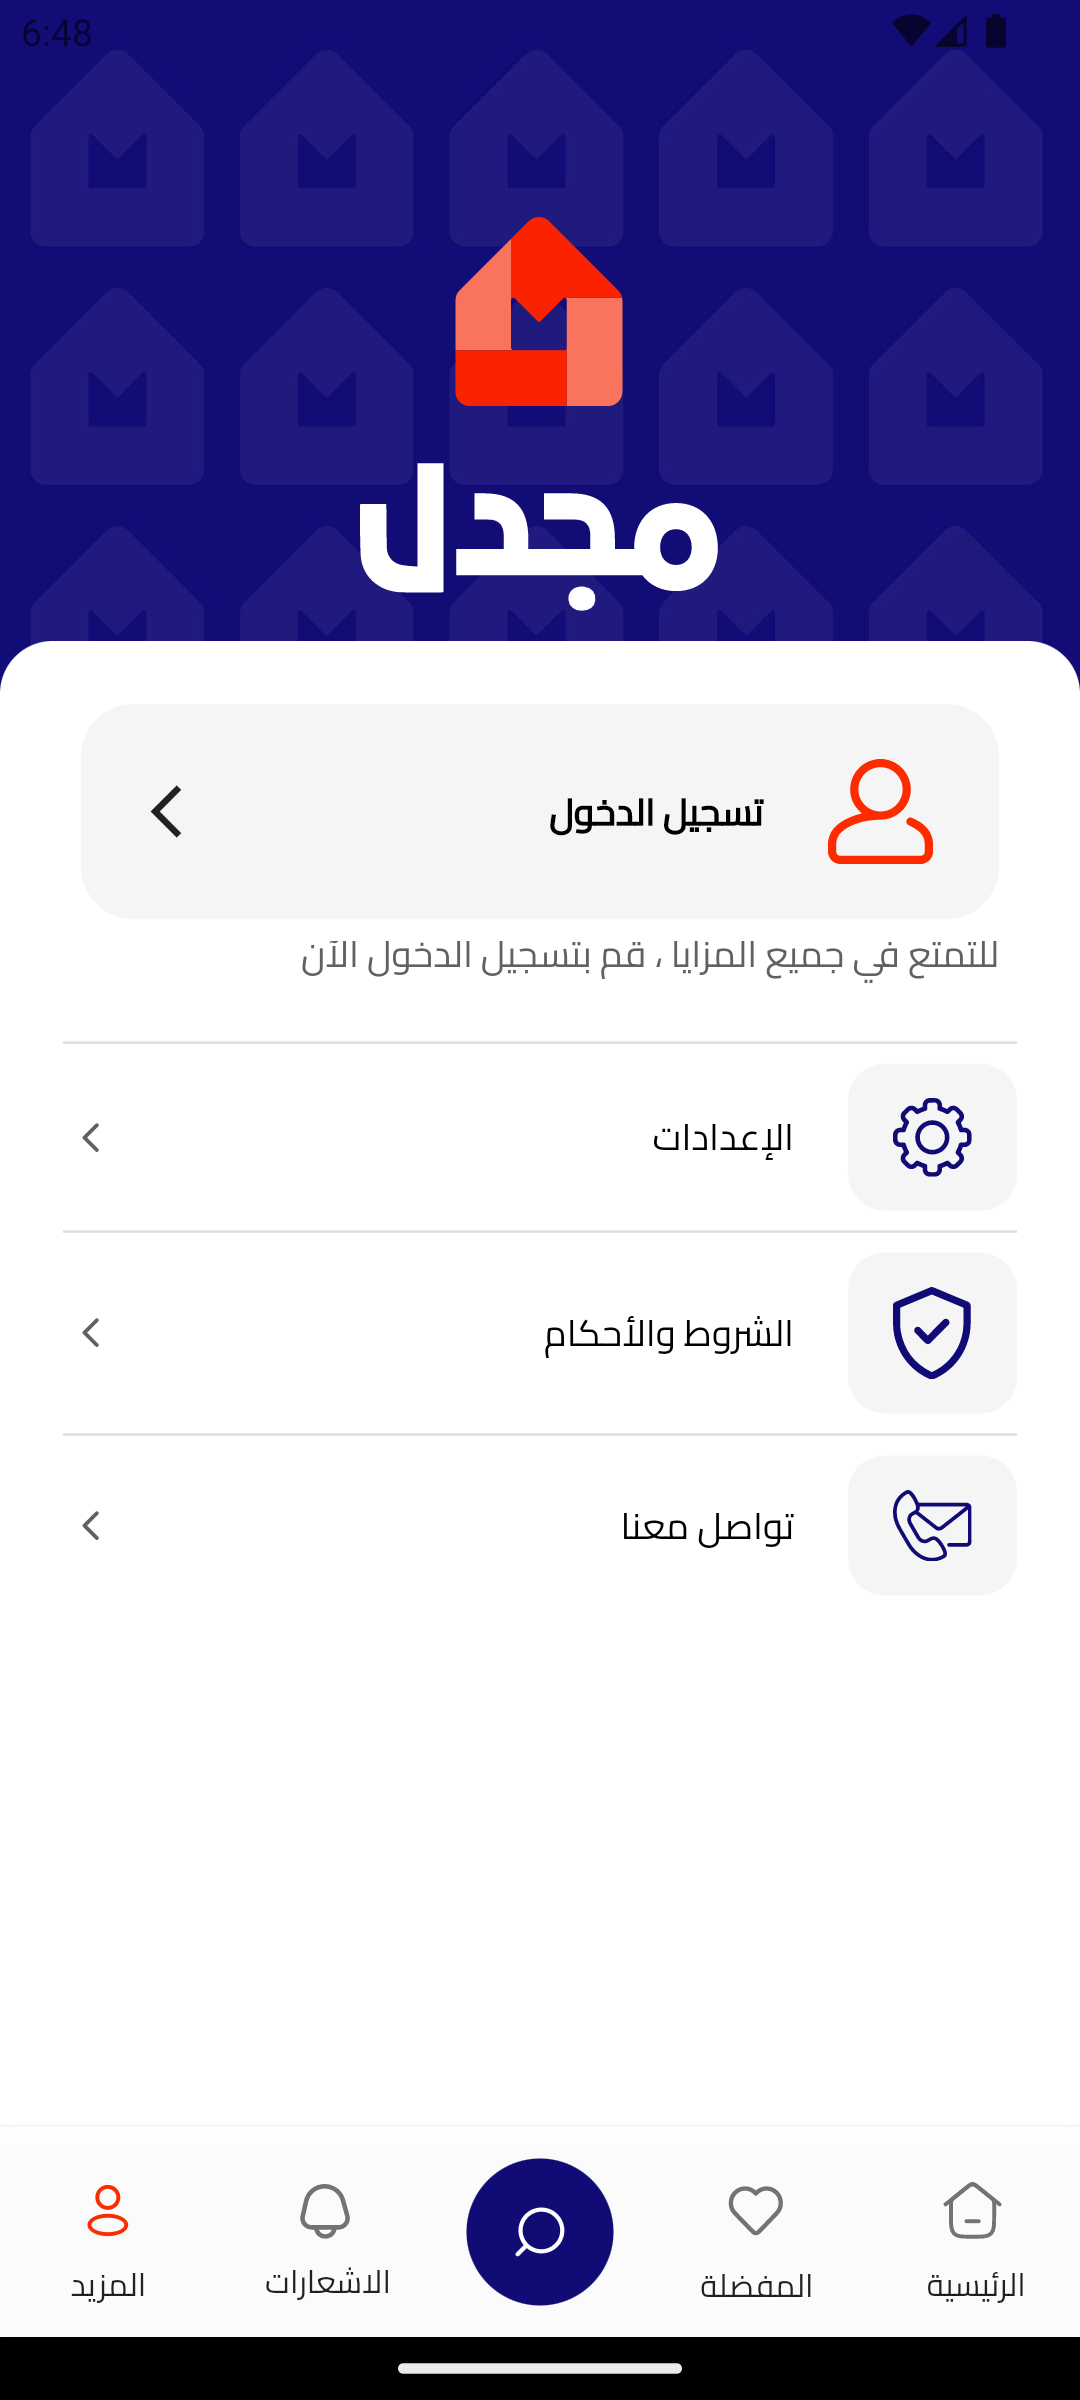 6:48
مجدل
تسجيل الدخول
للتمتع في جميع المزايا ، قم بتسجيل الدخول الآن
الإعدادات
الشروط والأحكام
تواصل معنا
الرئيسية
المفضلة
الاشعارات
المزيد